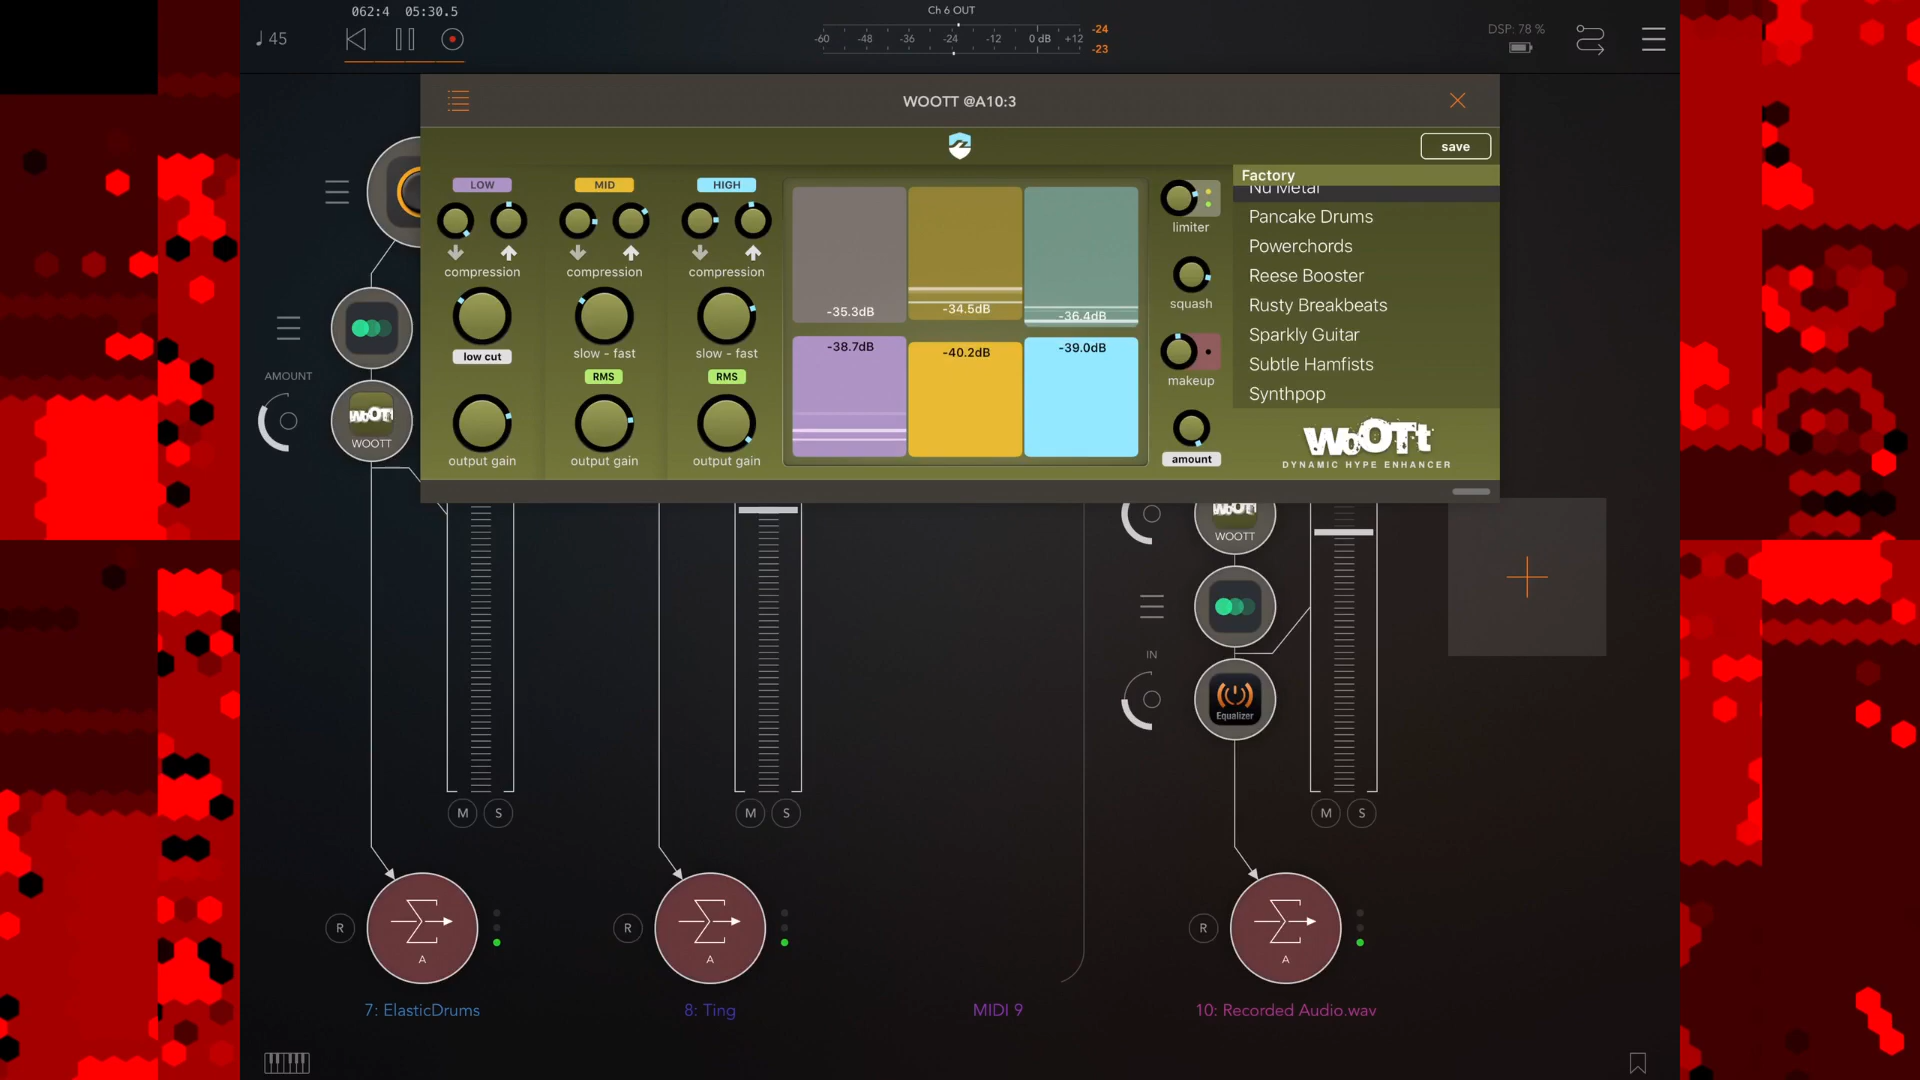 062:4 05:30.5
♩ 45
Ch 6 OUT
-60 -48 -36 -24 -12 0 dB +12
-24
-23
DSP: 78 %
WOOTT @A10:3
save
Factory
Nu Metal
Pancake Drums
Powerchords
Reese Booster
Rusty Breakbeats
Sparkly Guitar
Subtle Hamfists
Synthpop
LOW MID HIGH
compression compression compression
low cut slow - fast slow - fast
RMS RMS
output gain output gain output gain
-35.3dB -34.5dB -36.4dB
-38.7dB -40.2dB -39.0dB
limiter
squash
makeup
amount
WOOTT
DYNAMIC HYPE ENHANCER
AMOUNT
WOOTT
WOOTT
WOOTT
WOOTT
IN
Equalizer
M S M S M S
R A R A R A
7: ElasticDrums 8: Ting MIDI 9 10: Recorded Audio.wav